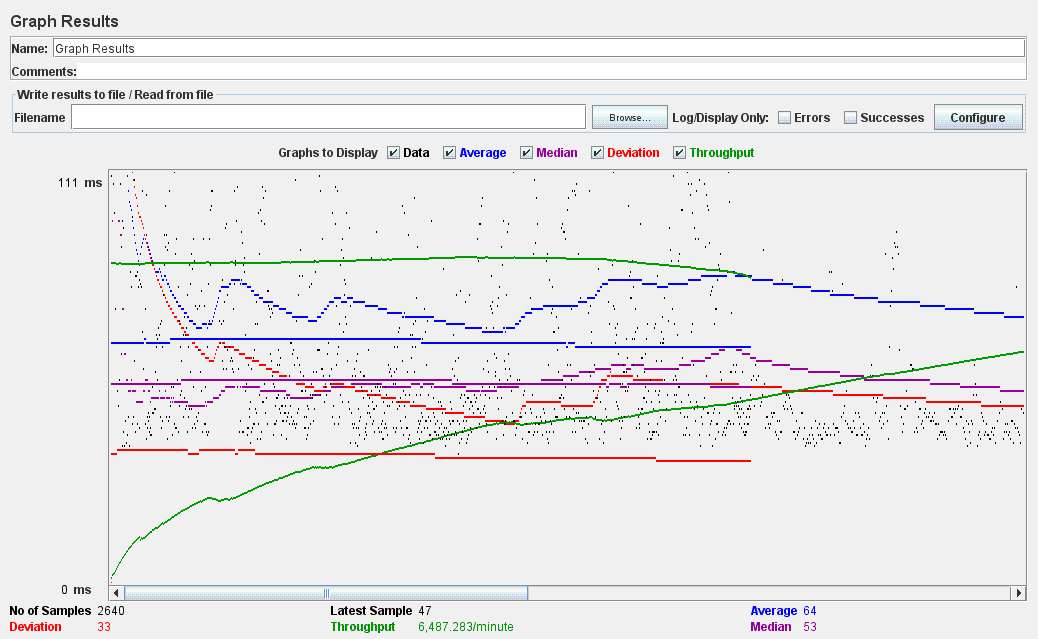 Graph Results
Name: Graph Results
Comments:
Write results to file / Read from file
Filename Browse... Log/Display Only: Errors Successes Configure
Graphs to Display Data Average Median Deviation Throughput
111 ms
0 ms
No of Samples 2640 Latest Sample 47 Average 64
Deviation 33 Throughput 6,487.283/minute Median 53